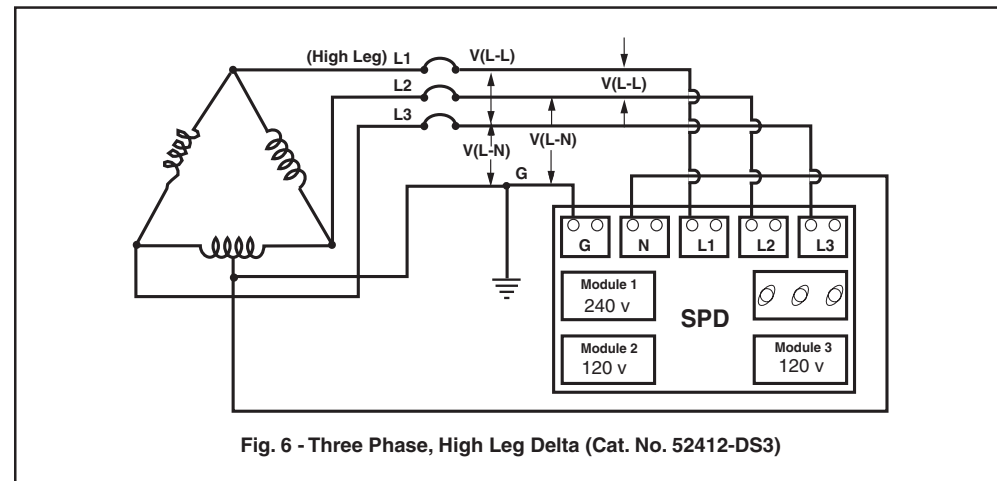 (High Leg) L1 V(L-L)
L2 V(L-L)
L3
V(L-N) V(L-N)
G
G N L1 L2 L3
Module 1
240 v
SPD
Module 2
120 v
Module 3
120 v
Fig. 6 - Three Phase, High Leg Delta (Cat. No. 52412-DS3)